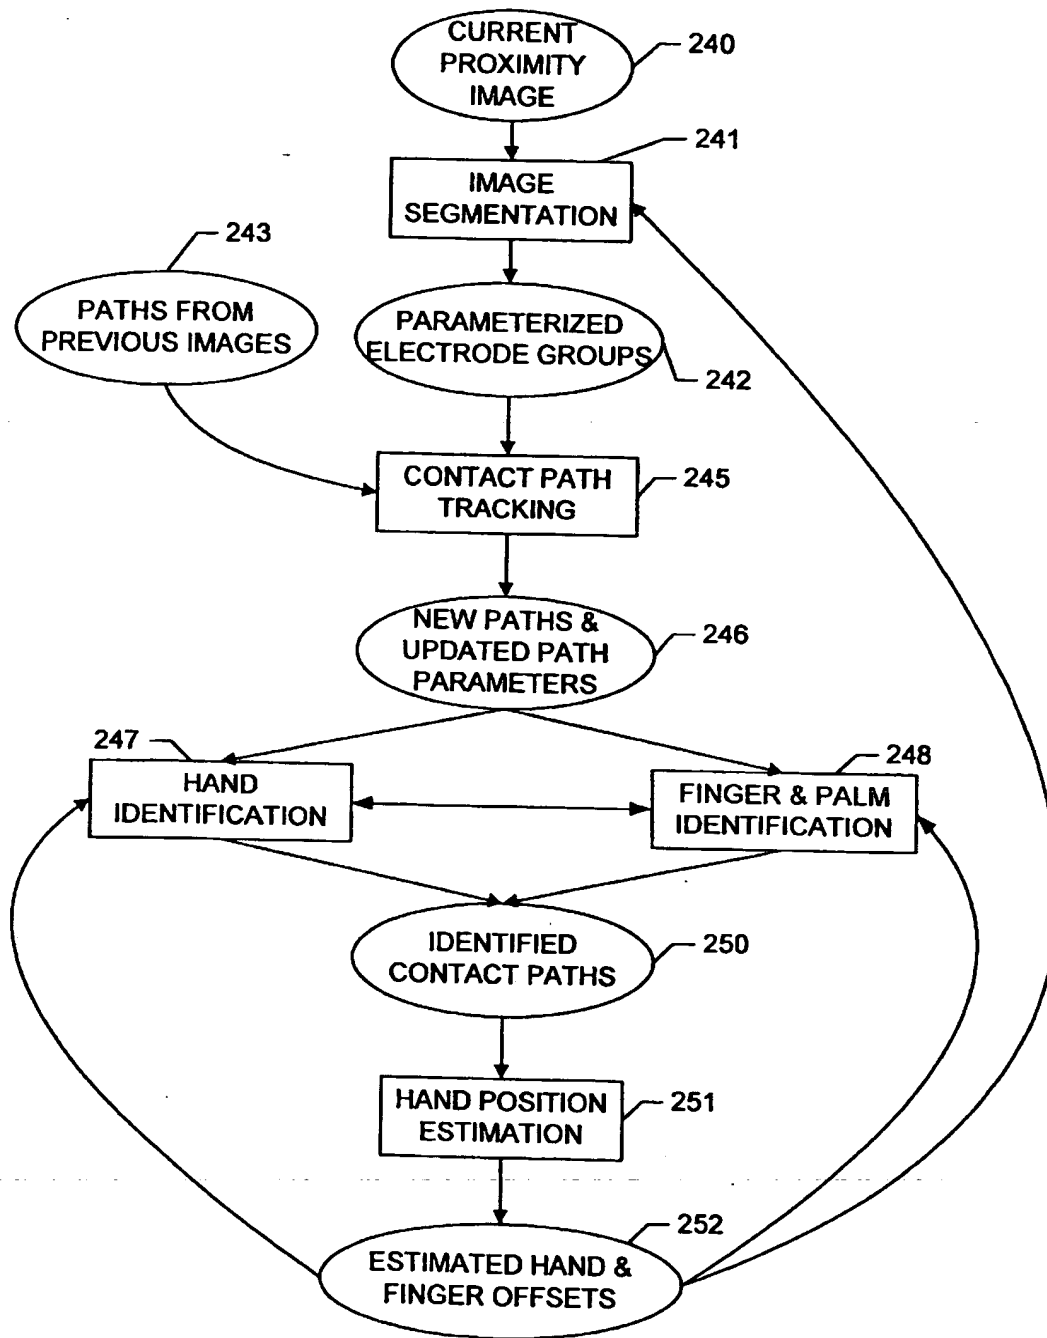 CURRENT
PROXIMITY
IMAGE
240
241
IMAGE
SEGMENTATION
243
PATHS FROM
PREVIOUS IMAGES
PARAMETERIZED
ELECTRODE GROUPS
242
CONTACT PATH
TRACKING
245
NEW PATHS &
UPDATED PATH
PARAMETERS
246
247
HAND
IDENTIFICATION
248
FINGER & PALM
IDENTIFICATION
IDENTIFIED
CONTACT PATHS
250
HAND POSITION
ESTIMATION
251
252
ESTIMATED HAND &
FINGER OFFSETS